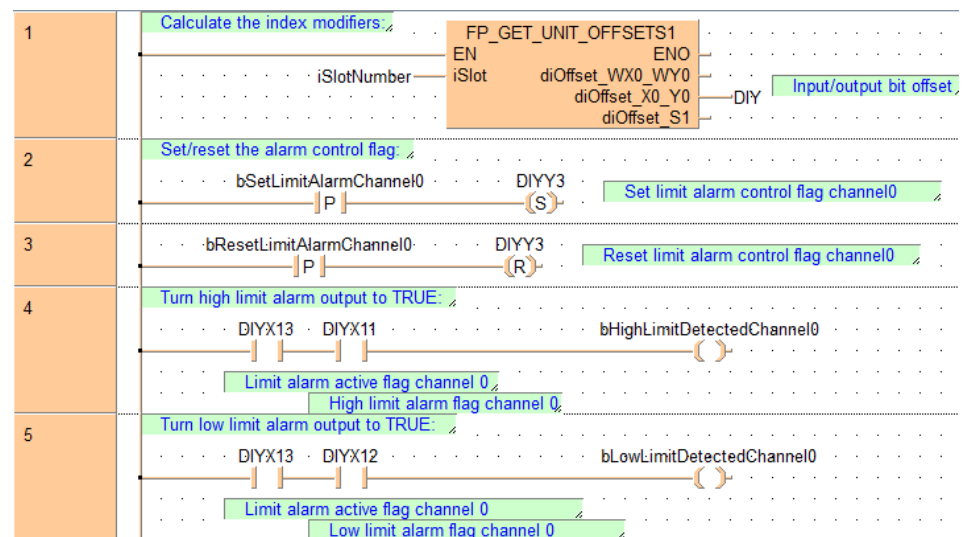 1
Calculate the index modifiers:
FP_GET_UNIT_OFFSETS1
EN ENO
iSlotNumber iSlot diOffset_WX0_WY0
diOffset_X0_Y0 DIY Input/output bit offset
diOffset_S1
2
Set/reset the alarm control flag:
bSetLimitAlarmChannel0 DIYY3
P S Set limit alarm control flag channel0
3
bResetLimitAlarmChannel0 DIYY3
P R Reset limit alarm control flag channel0
4
Turn high limit alarm output to TRUE:
DIYX13 DIYX11 bHighLimitDetectedChannel0
Limit alarm active flag channel 0
High limit alarm flag channel 0
5
Turn low limit alarm output to TRUE:
DIYX13 DIYX12 bLowLimitDetectedChannel0
Limit alarm active flag channel 0
Low limit alarm flag channel 0